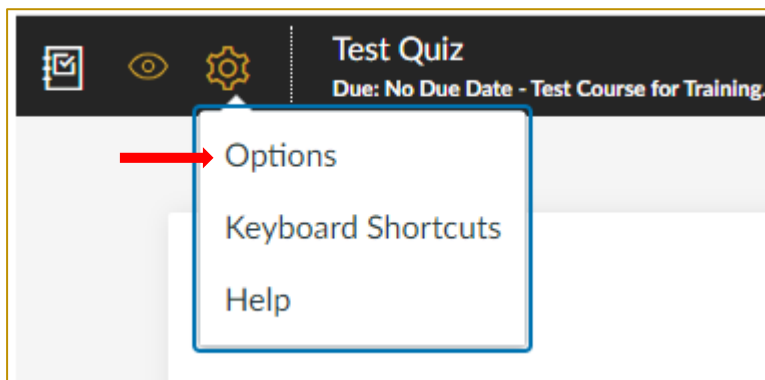 Test Quiz
Due: No Due Date - Test Course for Training.
Options
Keyboard Shortcuts
Help